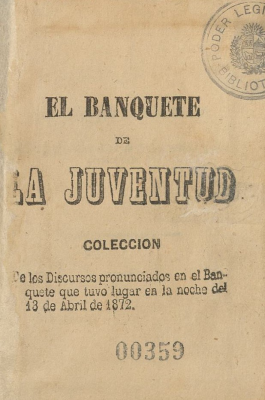 PODER LEGI
BIBLIOT
EL BANQUETE
DE
LA JUVENTUD
COLECCION
De los Discursos pronunciados en el Ban-
quete que tuvo lugar en la noche del
13 de Abril de 1872.
00359